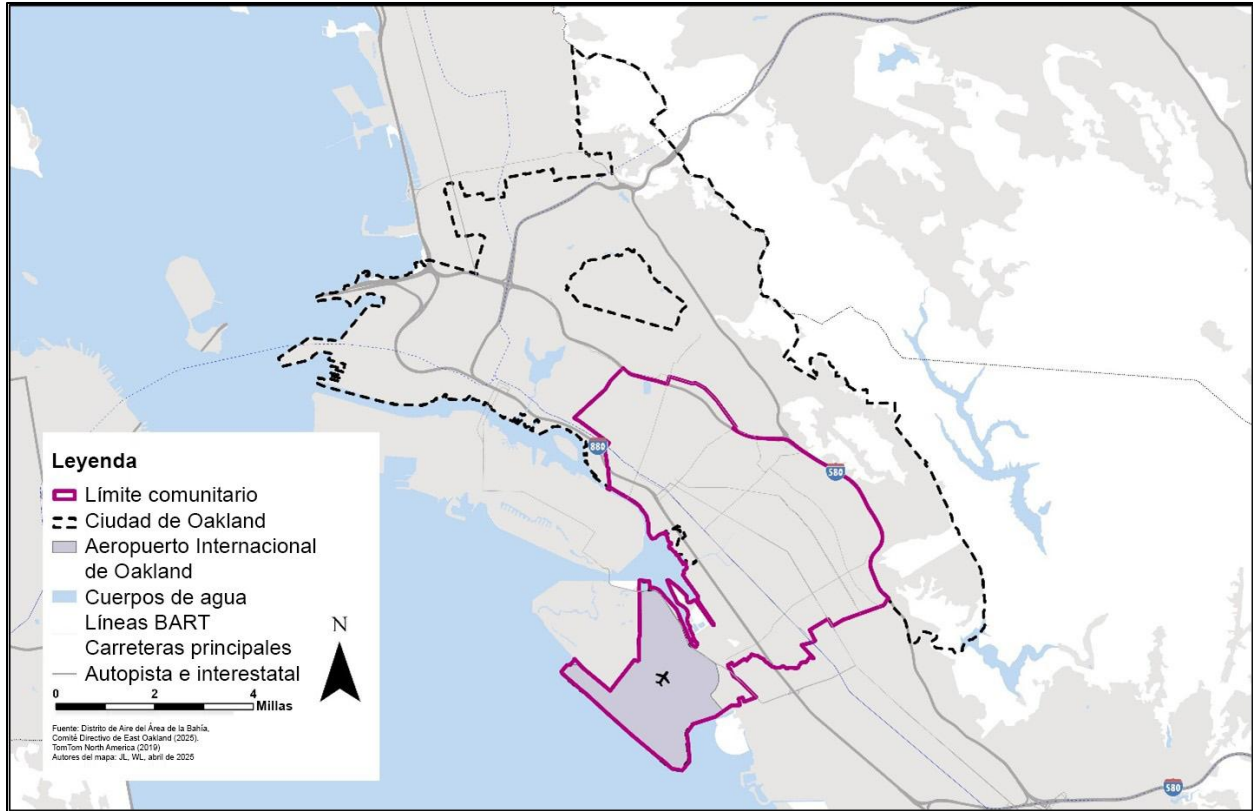 880
580
Leyenda
Límite comunitario
Ciudad de Oakland
Aeropuerto Internacional
de Oakland
Cuerpos de agua
Líneas BART
Carreteras principales
Autopista e interestatal
N
0 2 4
Millas
Fuente: Distrito de Aire del Área de la Bahía,
Comité Directivo de East Oakland (2025).
TomTom North America (2019)
Autores del mapa: JL, WL, abril de 2025
580